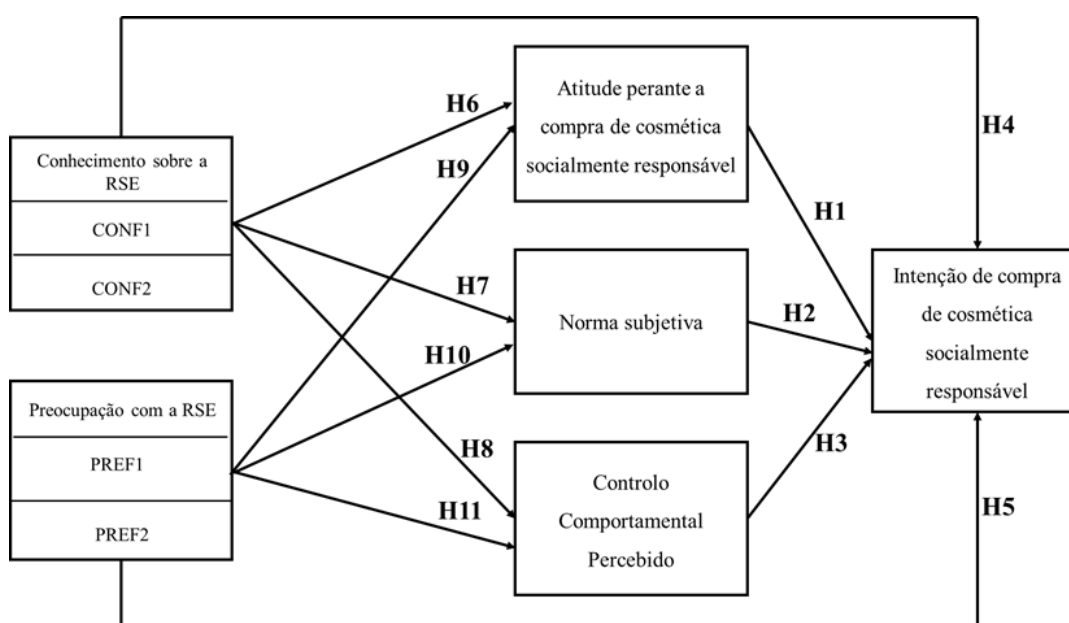 Conhecimento sobre a
RSE
CONF1
CONF2
Preocupação com a RSE
PREF1
PREF2
H6
H9
H7
H10
H8
H11
Atitude perante a
compra de cosmética
socialmente responsável
Norma subjetiva
Controlo
Comportamental
Percebido
H1
H2
H3
H4
Intenção de compra
de cosmética
socialmente
responsável
H5